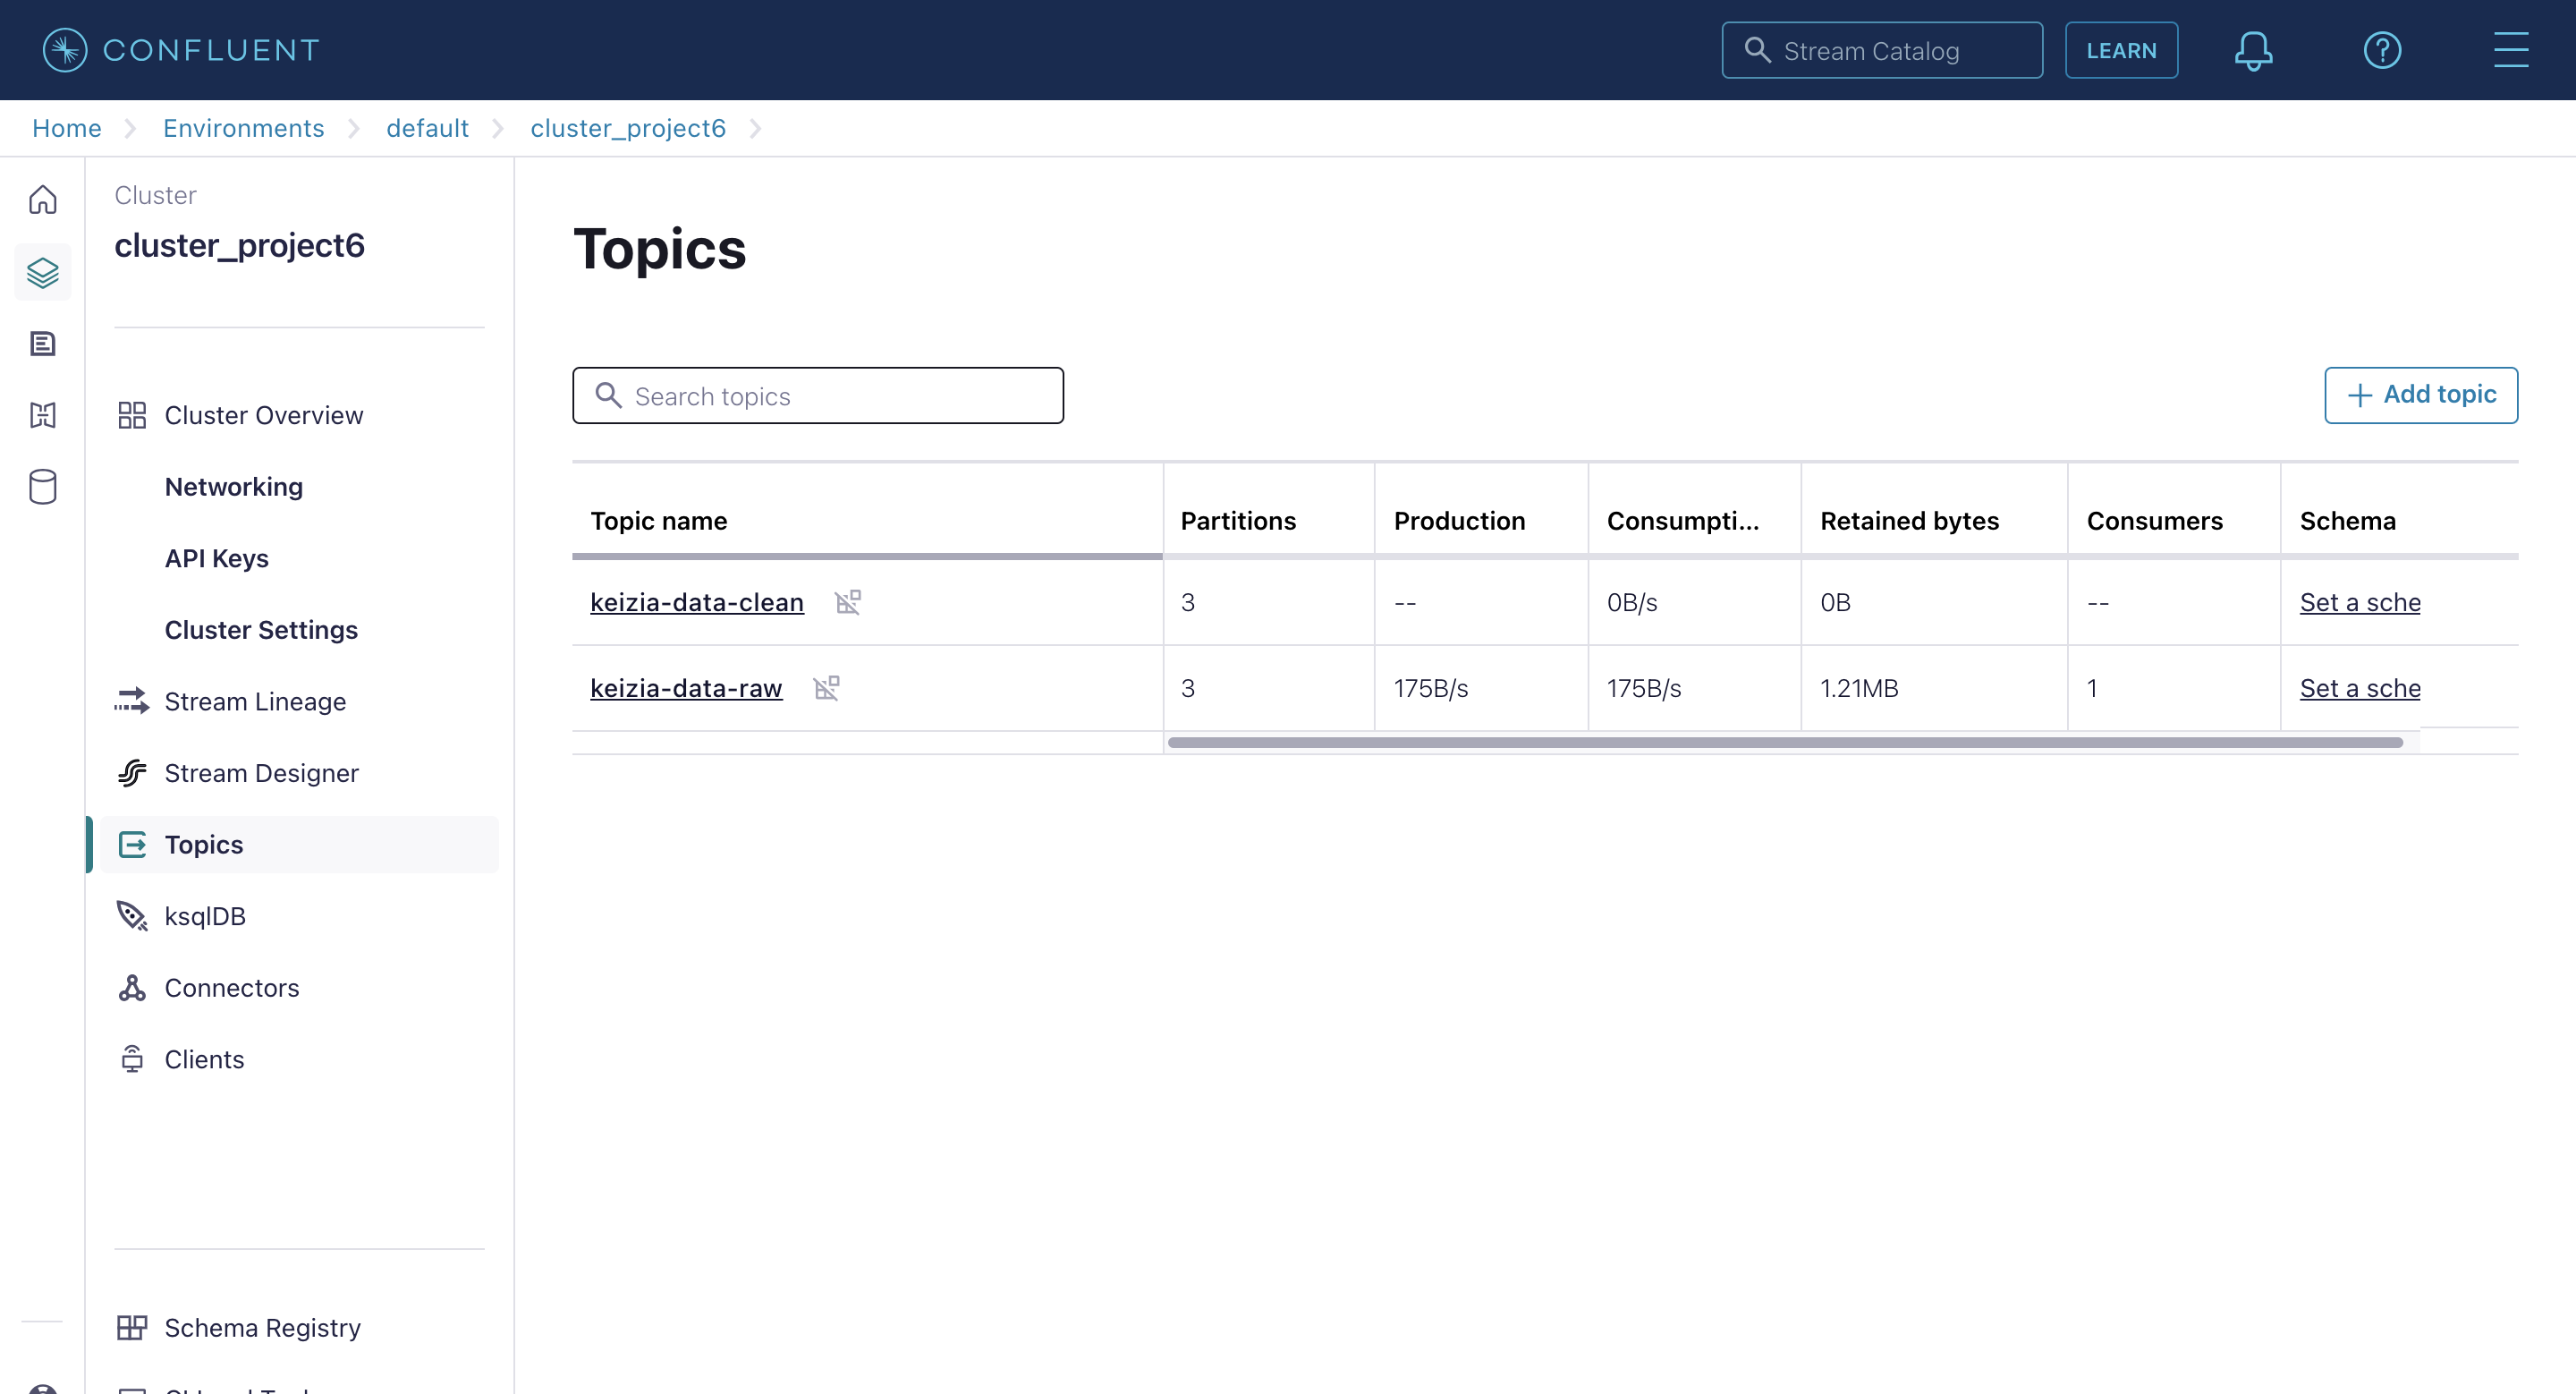 CONFLUENT
Stream Catalog
LEARN
Home
Environments
default
cluster_project6
Cluster
cluster_project6
Cluster Overview
Networking
API Keys
Cluster Settings
Stream Lineage
Stream Designer
Topics
ksqlDB
Connectors
Clients
Schema Registry
Topics
Search topics
Add topic
Topic name Partitions Production Consumpti... Retained bytes Consumers Schema
keizia-data-clean 3 -- 0B/s 0B -- Set a sche
keizia-data-raw 3 175B/s 175B/s 1.21MB 1 Set a sche